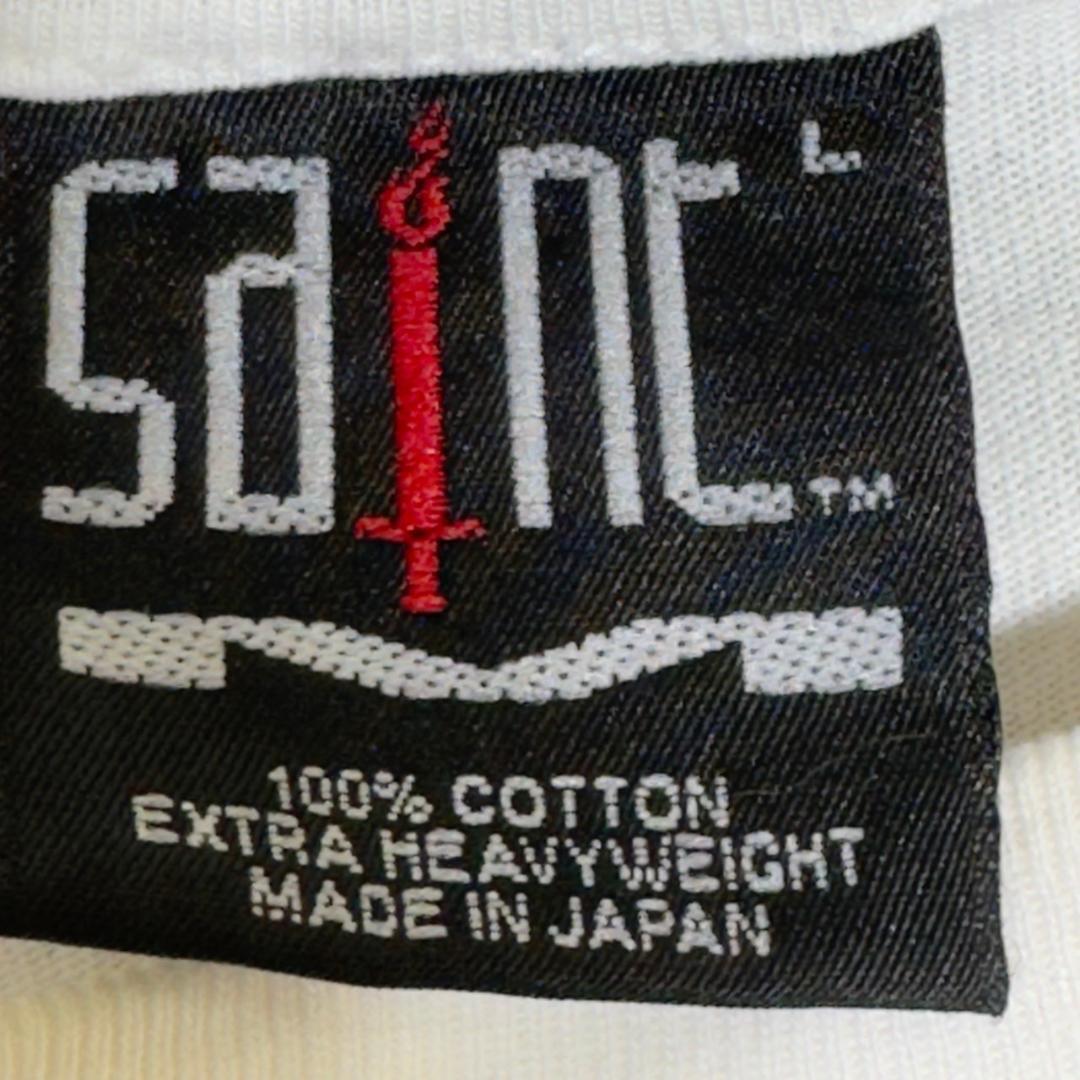 saint L
TM
100% COTTON
EXTRA HEAVYWEIGHT
MADE IN JAPAN